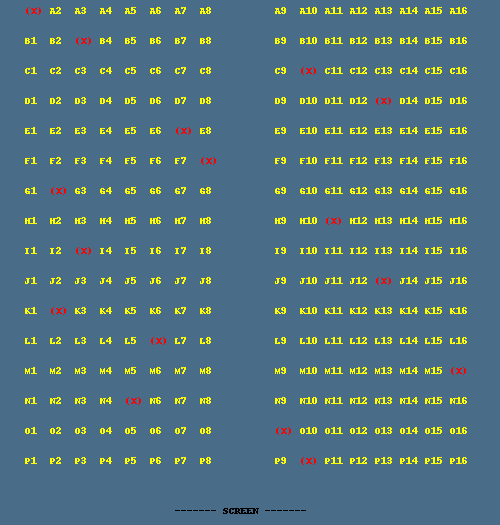 (X) A2 A3 A4 A5 A6 A7 A8 A9 A10 A11 A12 A13 A14 A15 A16
B1 B2 (X) B4 B5 B6 B7 B8 B9 B10 B11 B12 B13 B14 B15 B16
C1 C2 C3 C4 C5 C6 C7 C8 C9 (X) C11 C12 C13 C14 C15 C16
D1 D2 D3 D4 D5 D6 D7 D8 D9 D10 D11 D12 (X) D14 D15 D16
E1 E2 E3 E4 E5 E6 (X) E8 E9 E10 E11 E12 E13 E14 E15 E16
F1 F2 F3 F4 F5 F6 F7 (X) F9 F10 F11 F12 F13 F14 F15 F16
G1 (X) G3 G4 G5 G6 G7 G8 G9 G10 G11 G12 G13 G14 G15 G16
H1 H2 H3 H4 H5 H6 H7 H8 H9 H10 (X) H12 H13 H14 H15 H16
I1 I2 (X) I4 I5 I6 I7 I8 I9 I10 I11 I12 I13 I14 I15 I16
J1 J2 J3 J4 J5 J6 J7 J8 J9 J10 J11 J12 (X) J14 J15 J16
K1 (X) K3 K4 K5 K6 K7 K8 K9 K10 K11 K12 K13 K14 K15 K16
L1 L2 L3 L4 L5 (X) L7 L8 L9 L10 L11 L12 L13 L14 L15 L16
M1 M2 M3 M4 M5 M6 M7 M8 M9 M10 M11 M12 M13 M14 M15 (X)
N1 N2 N3 N4 (X) N6 N7 N8 N9 N10 N11 N12 N13 N14 N15 N16
O1 O2 O3 O4 O5 O6 O7 O8 (X) O10 O11 O12 O13 O14 O15 O16
P1 P2 P3 P4 P5 P6 P7 P8 P9 (X) P11 P12 P13 P14 P15 P16
------- SCREEN -------